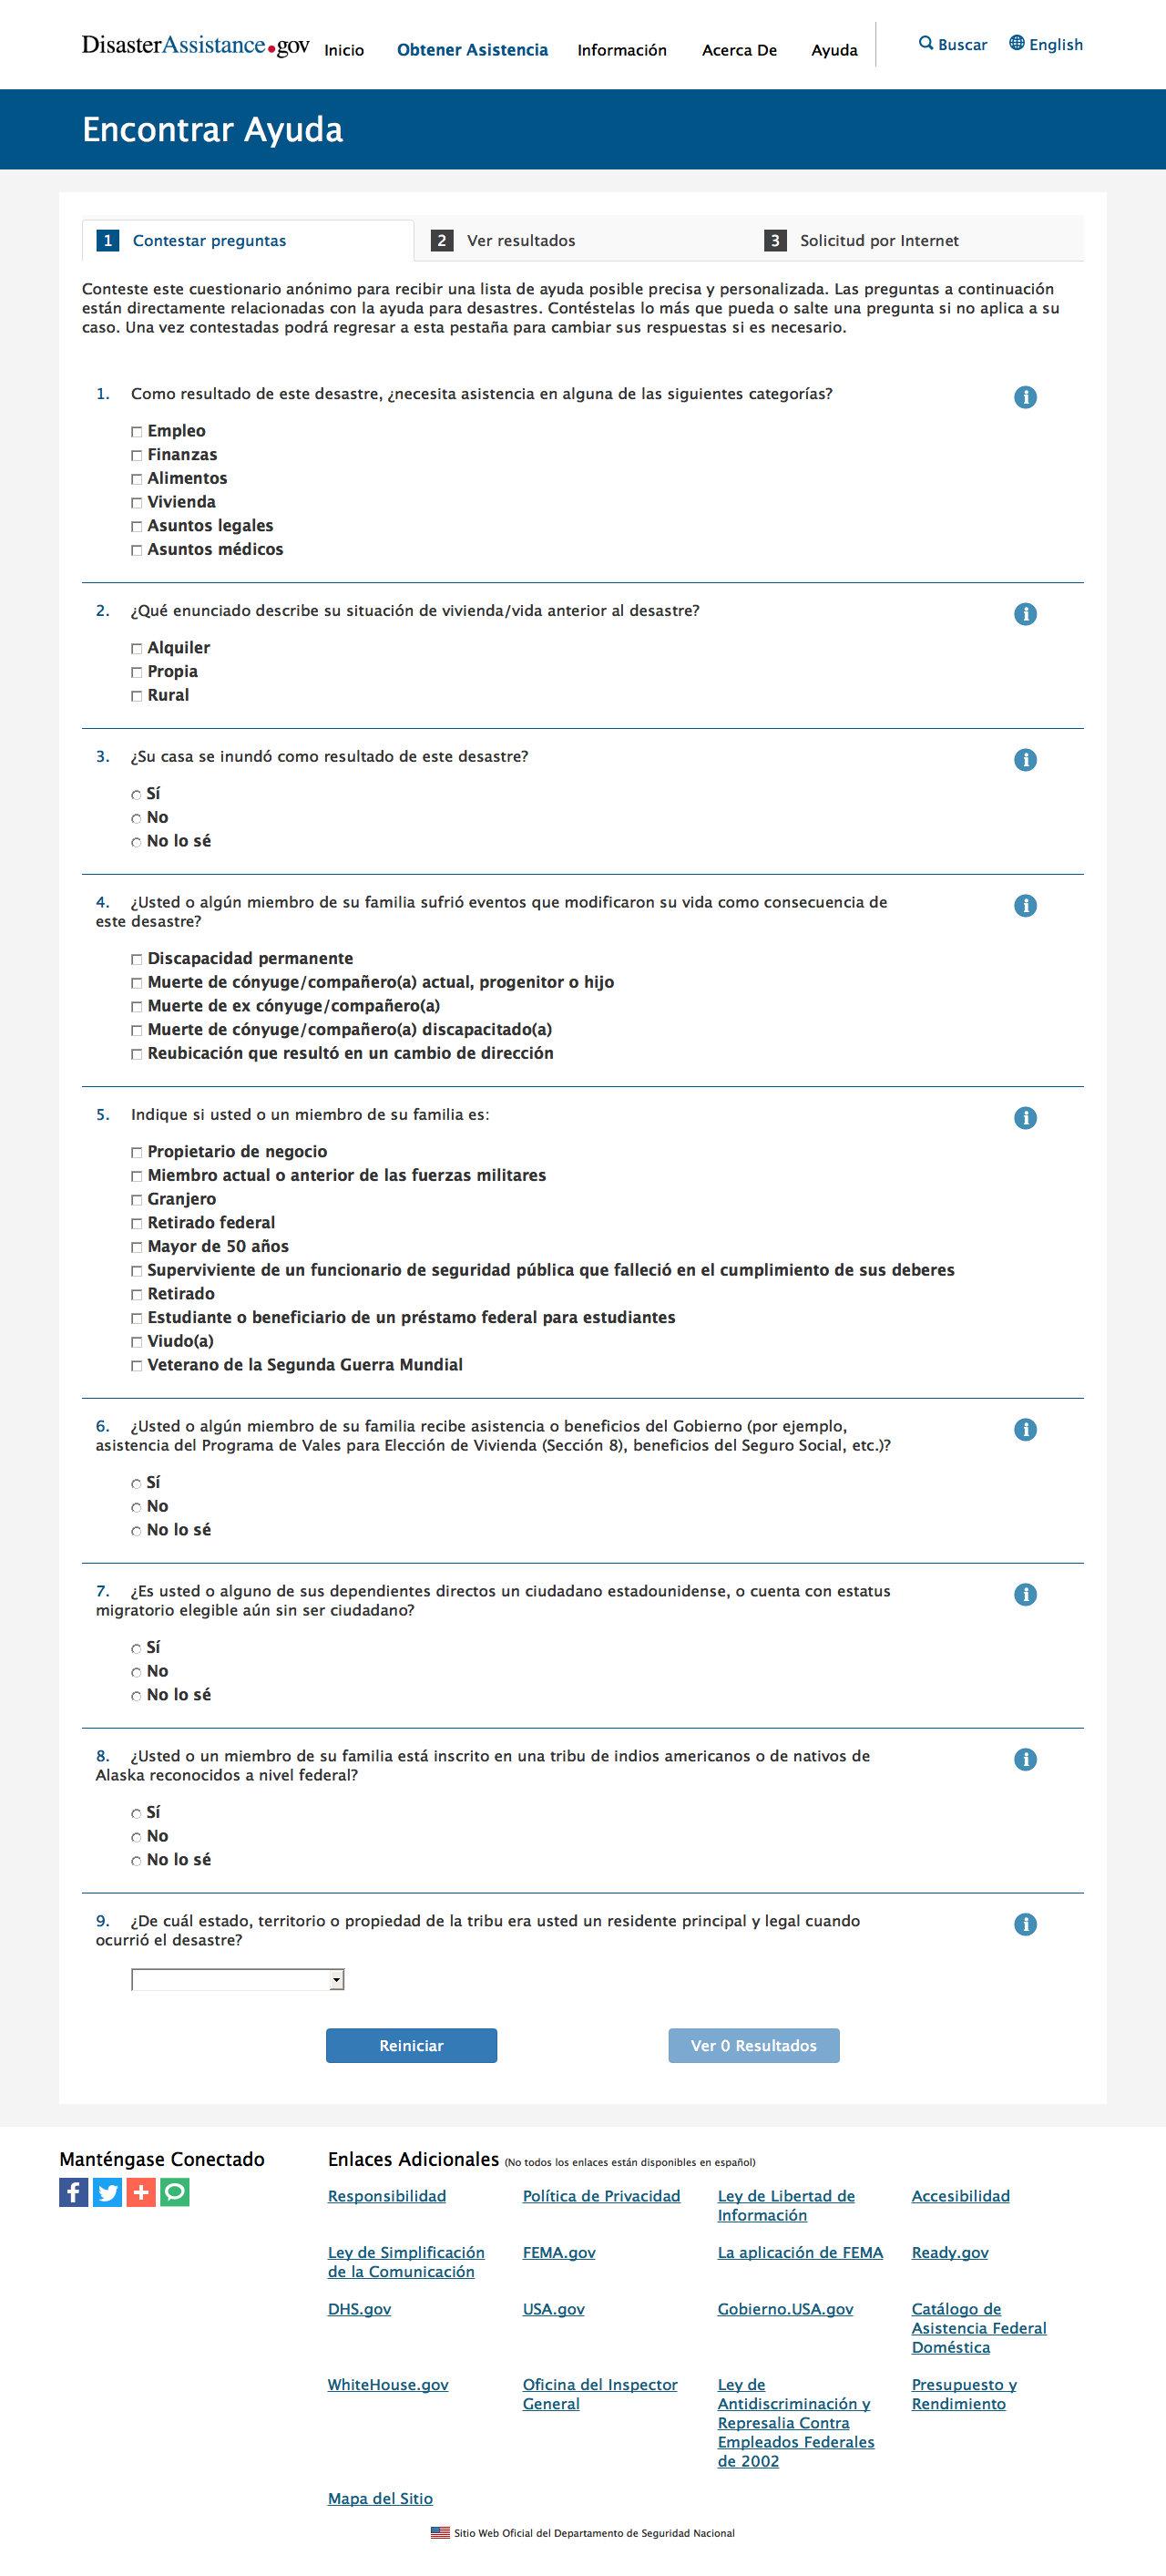 DisasterAssistance.gov
Inicio
Obtener Asistencia
Información
Acerca De
Ayuda
Buscar
English
Encontrar Ayuda
1 Contestar preguntas
2 Ver resultados
3 Solicitud por Internet
Conteste este cuestionario anónimo para recibir una lista de ayuda posible precisa y personalizada. Las preguntas a continuación
están directamente relacionadas con la ayuda para desastres. Contéstelas lo más que pueda o salte una pregunta si no aplica a su
caso. Una vez contestadas podrá regresar a esta pestaña para cambiar sus respuestas si es necesario.
1. Como resultado de este desastre, ¿necesita asistencia en alguna de las siguientes categorías?
Empleo
Finanzas
Alimentos
Vivienda
Asuntos legales
Asuntos médicos
2. ¿Qué enunciado describe su situación de vivienda/vida anterior al desastre?
Alquiler
Propia
Rural
3. ¿Su casa se inundó como resultado de este desastre?
Sí
No
No lo sé
4. ¿Usted o algún miembro de su familia sufrió eventos que modificaron su vida como consecuencia de
este desastre?
Discapacidad permanente
Muerte de cónyuge/compañero(a) actual, progenitor o hijo
Muerte de ex cónyuge/compañero(a)
Muerte de cónyuge/compañero(a) discapacitado(a)
Reubicación que resultó en un cambio de dirección
5. Indique si usted o un miembro de su familia es:
Propietario de negocio
Miembro actual o anterior de las fuerzas militares
Granjero
Retirado federal
Mayor de 50 años
Superviviente de un funcionario de seguridad pública que falleció en el cumplimiento de sus deberes
Retirado
Estudiante o beneficiario de un préstamo federal para estudiantes
Viudo(a)
Veterano de la Segunda Guerra Mundial
6. ¿Usted o algún miembro de su familia recibe asistencia o beneficios del Gobierno (por ejemplo,
asistencia del Programa de Vales para Elección de Vivienda (Sección 8), beneficios del Seguro Social, etc.)?
Sí
No
No lo sé
7. ¿Es usted o alguno de sus dependientes directos un ciudadano estadounidense, o cuenta con estatus
migratorio elegible aún sin ser ciudadano?
Sí
No
No lo sé
8. ¿Usted o un miembro de su familia está inscrito en una tribu de indios americanos o de nativos de
Alaska reconocidos a nivel federal?
Sí
No
No lo sé
9. ¿De cuál estado, territorio o propiedad de la tribu era usted un residente principal y legal cuando
ocurrió el desastre?
Reiniciar
Ver 0 Resultados
Manténgase Conectado
Enlaces Adicionales (No todos los enlaces están disponibles en español)
Responsibilidad
Política de Privacidad
Ley de Libertad de
Información
Accesibilidad
Ley de Simplificación
de la Comunicación
FEMA.gov
La aplicación de FEMA
Ready.gov
DHS.gov
USA.gov
Gobierno.USA.gov
Catálogo de
Asistencia Federal
Doméstica
WhiteHouse.gov
Oficina del Inspector
General
Ley de
Antidiscriminación y
Represalia Contra
Empleados Federales
de 2002
Presupuesto y
Rendimiento
Mapa del Sitio
Sitio Web Oficial del Departamento de Seguridad Nacional